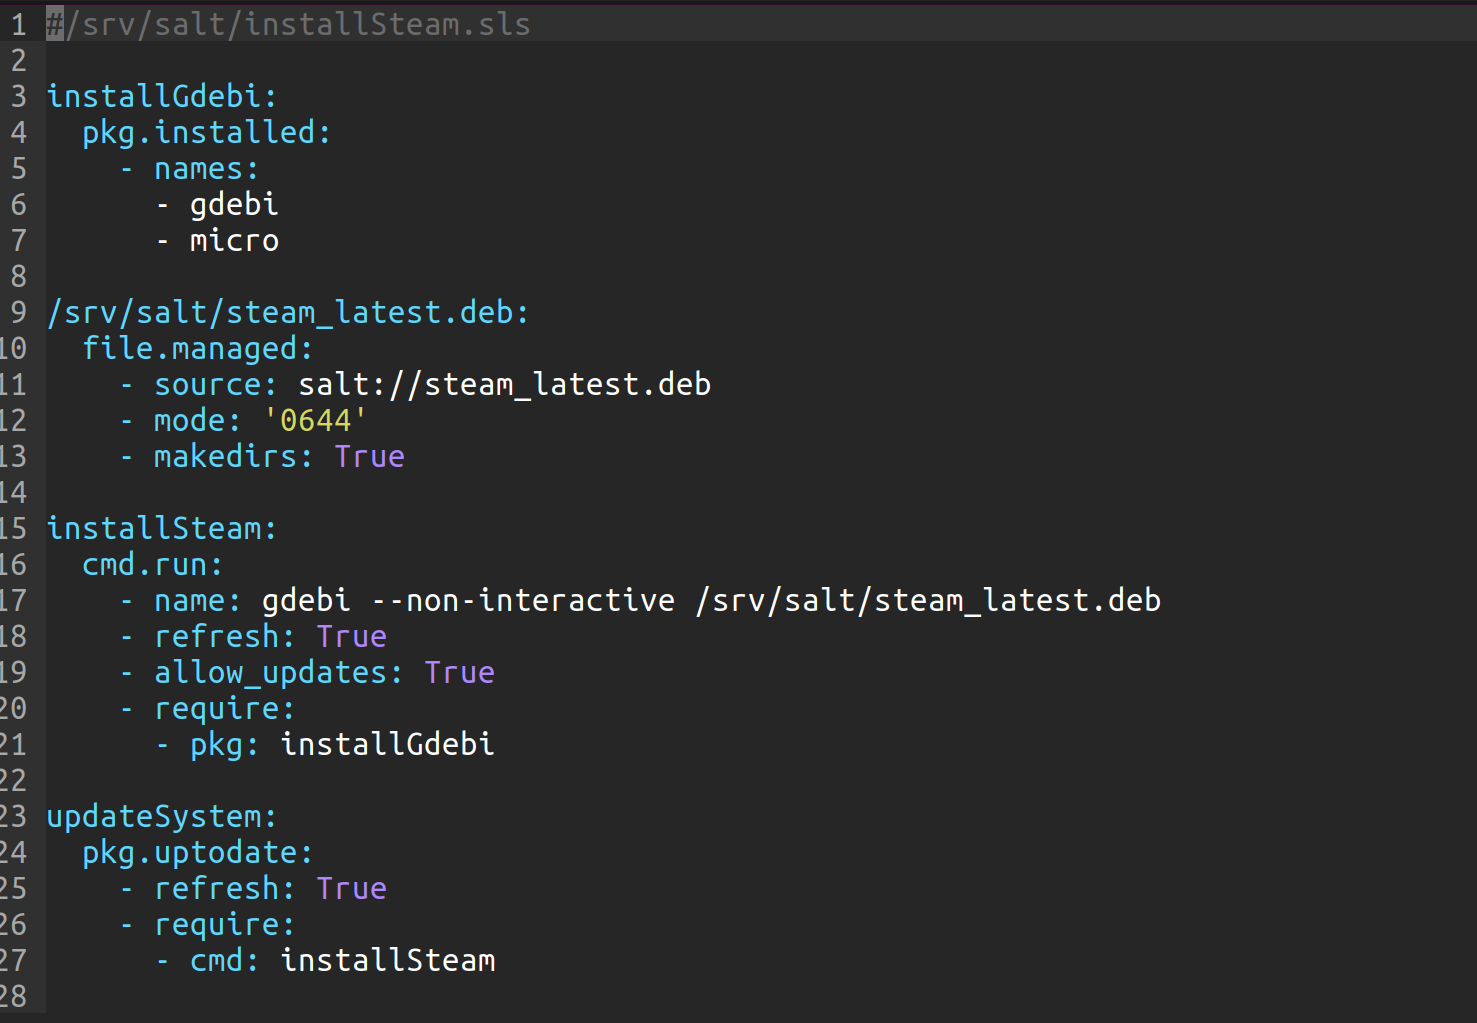 1 #/srv/salt/installSteam.sls
2
3 installGdebi:
4   pkg.installed:
5     - names:
6       - gdebi
7       - micro
8
9 /srv/salt/steam_latest.deb:
10   file.managed:
11     - source: salt://steam_latest.deb
12     - mode: '0644'
13     - makedirs: True
14
15 installSteam:
16   cmd.run:
17     - name: gdebi --non-interactive /srv/salt/steam_latest.deb
18     - refresh: True
19     - allow_updates: True
20     - require:
21       - pkg: installGdebi
22
23 updateSystem:
24   pkg.uptodate:
25     - refresh: True
26     - require:
27       - cmd: installSteam
28